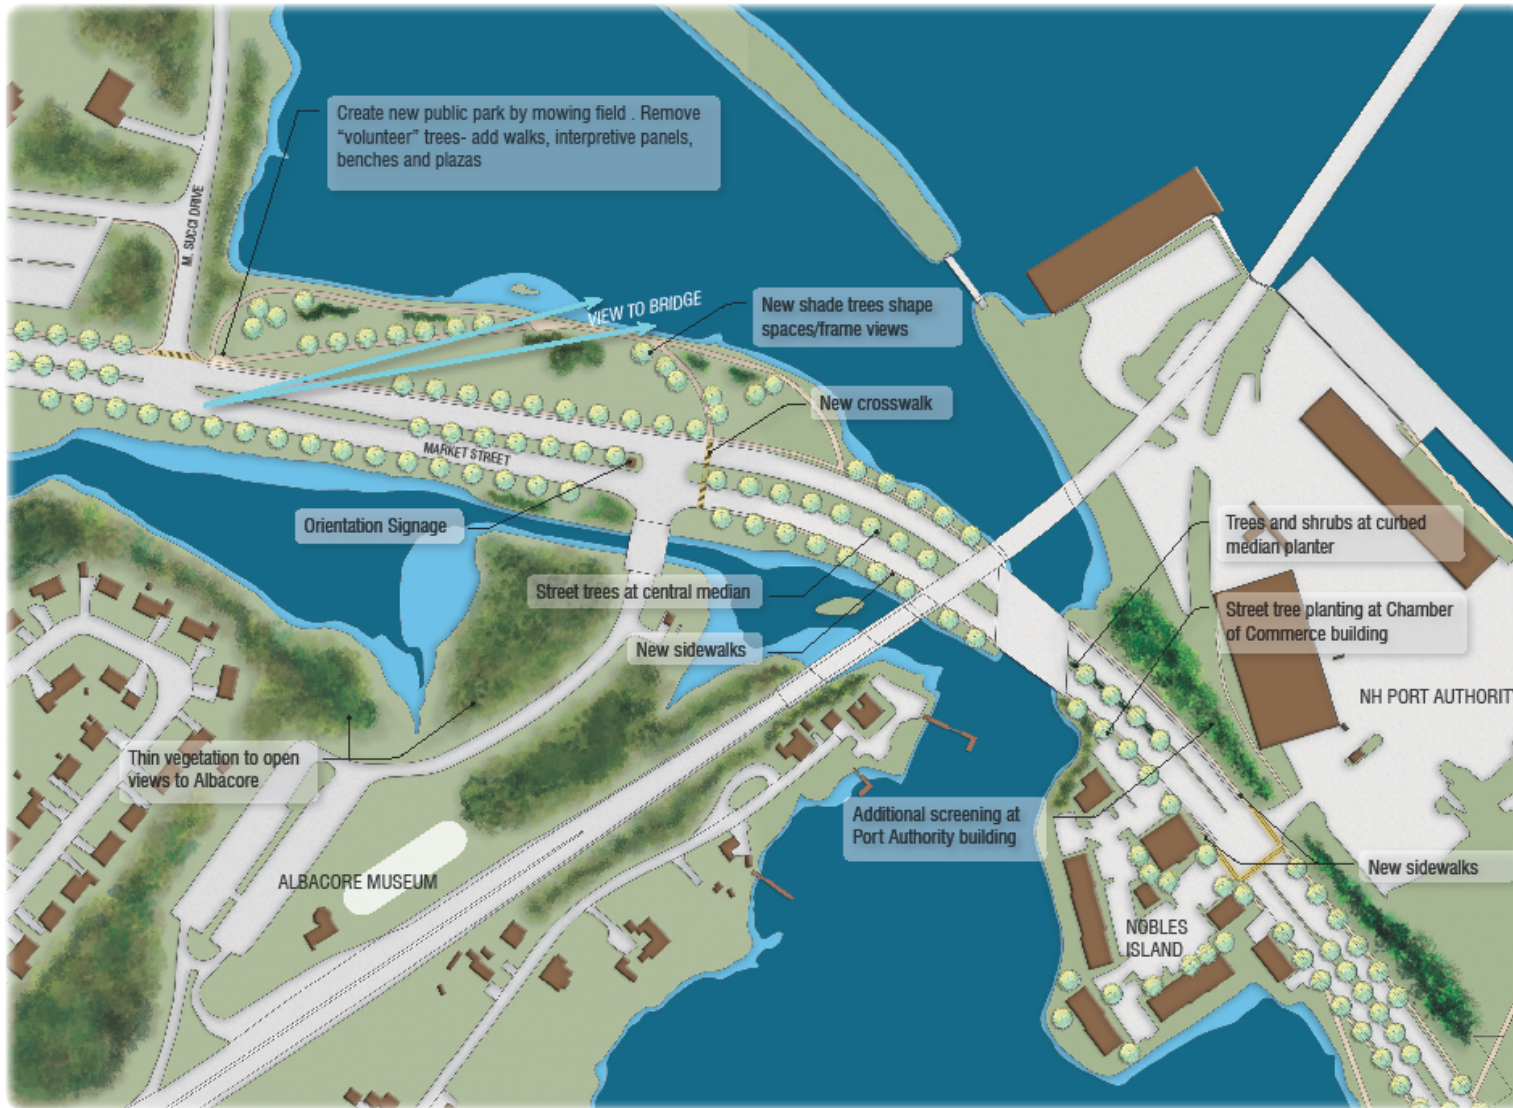 Create new public park by mowing field . Remove
“volunteer” trees- add walks, interpretive panels,
benches and plazas
M. SUCCI DRIVE
VIEW TO BRIDGE
New shade trees shape
spaces/frame views
New crosswalk
MARKET STREET
Orientation Signage
Trees and shrubs at curbed
median planter
Street trees at central median
Street tree planting at Chamber
of Commerce building
New sidewalks
NH PORT AUTHORITY
Thin vegetation to open
views to Albacore
Additional screening at
Port Authority building
New sidewalks
ALBACORE MUSEUM
NOBLES
ISLAND